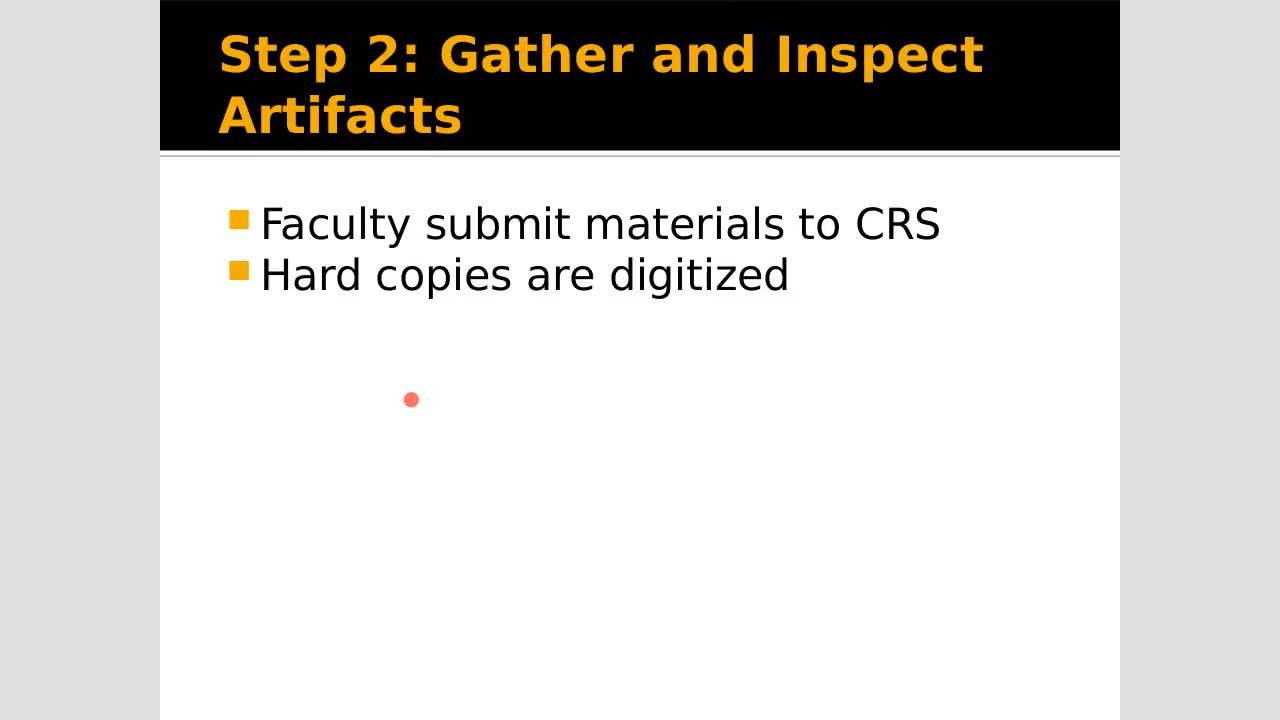 Step 2: Gather and Inspect
Artifacts
Faculty submit materials to CRS
Hard copies are digitized